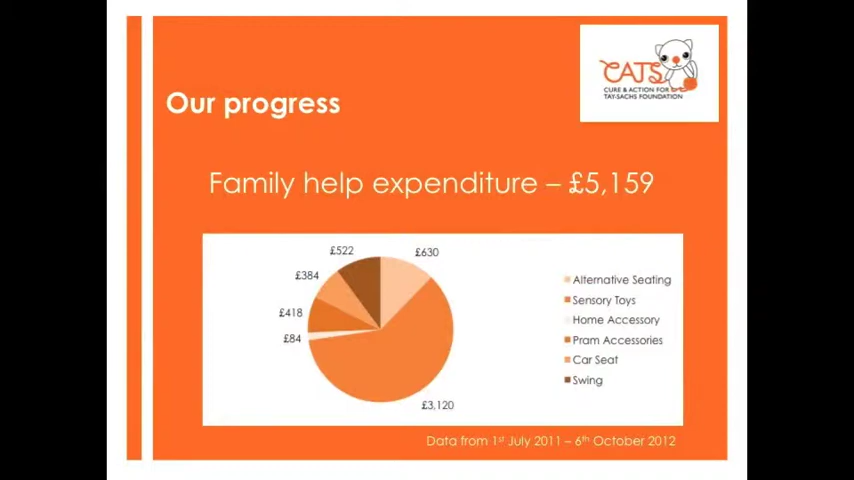 CATS
CURE & ACTION FOR
TAY-SACHS FOUNDATION
Our progress
Family help expenditure – £5,159
£522
£630
£384
£418
£84
£3,120
Alternative Seating
Sensory Toys
Home Accessory
Pram Accessories
Car Seat
Swing
Data from 1st July 2011 – 6th October 2012